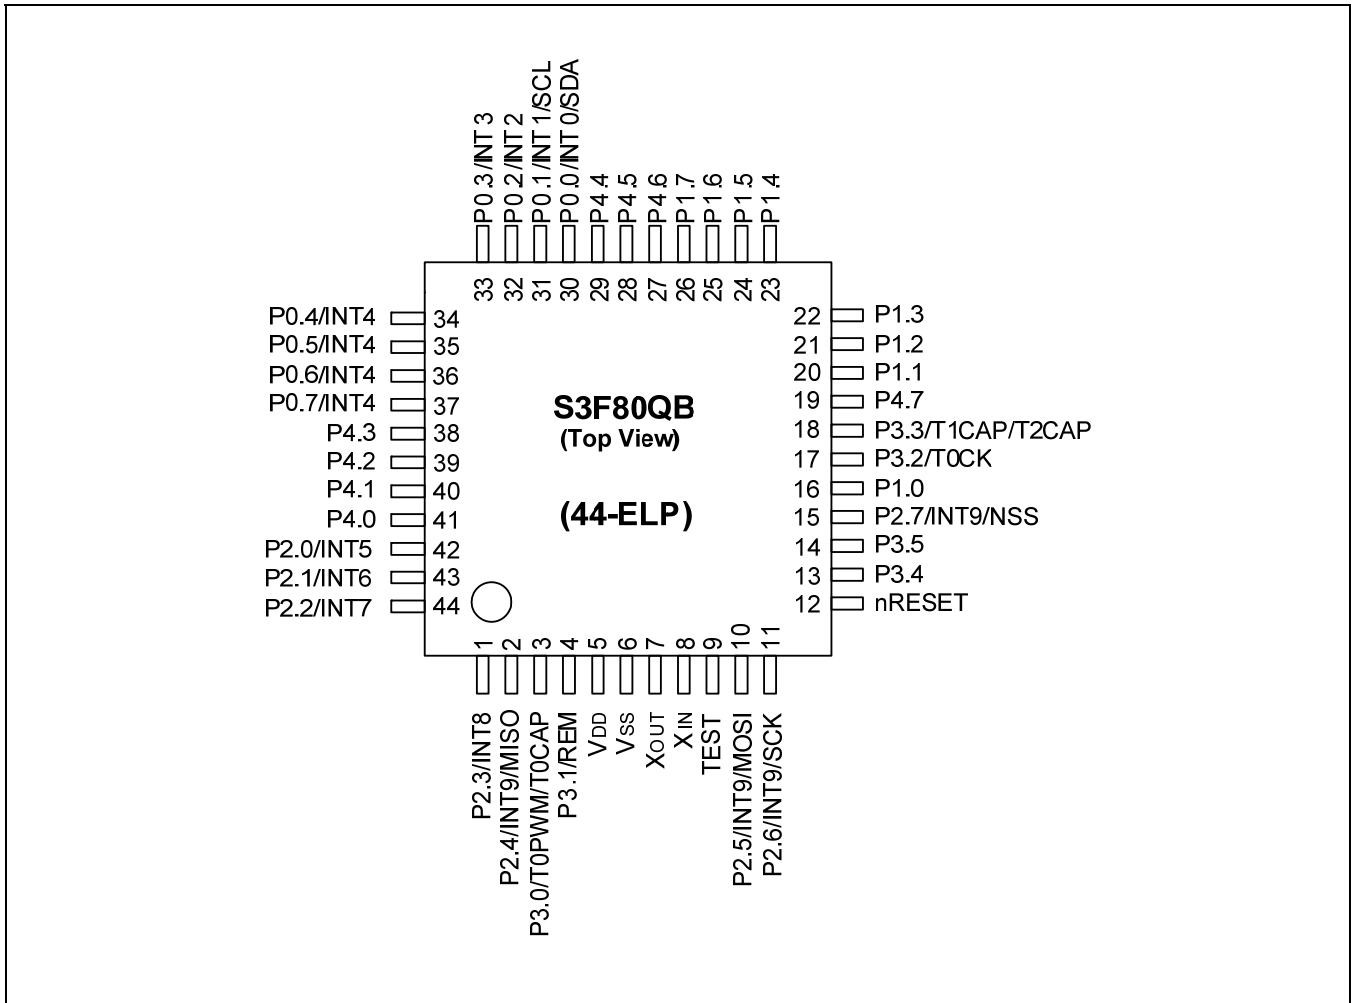 P0.3/INT3
P0.2/INT2
P0.1/INT1/SCL
P0.0/INT0/SDA
P4.4
P4.5
P4.6
P1.7
P1.6
P1.5
P1.4
33
32
31
30
29
28
27
26
25
24
23
P0.4/INT4 34
P0.5/INT4 35
P0.6/INT4 36
P0.7/INT4 37
P4.3 38
P4.2 39
P4.1 40
P4.0 41
P2.0/INT5 42
P2.1/INT6 43
P2.2/INT7 44
S3F80QB
(Top View)
(44-ELP)
22 P1.3
21 P1.2
20 P1.1
19 P4.7
18 P3.3/T1CAP/T2CAP
17 P3.2/T0CK
16 P1.0
15 P2.7/INT9/NSS
14 P3.5
13 P3.4
12 nRESET
1
2
3
4
5
6
7
8
9
10
11
P2.3/INT8
P2.4/INT9/MISO
P3.0/T0PWM/T0CAP
P3.1/REM
VDD
VSS
XOUT
XIN
TEST
P2.5/INT9/MOSI
P2.6/INT9/SCK